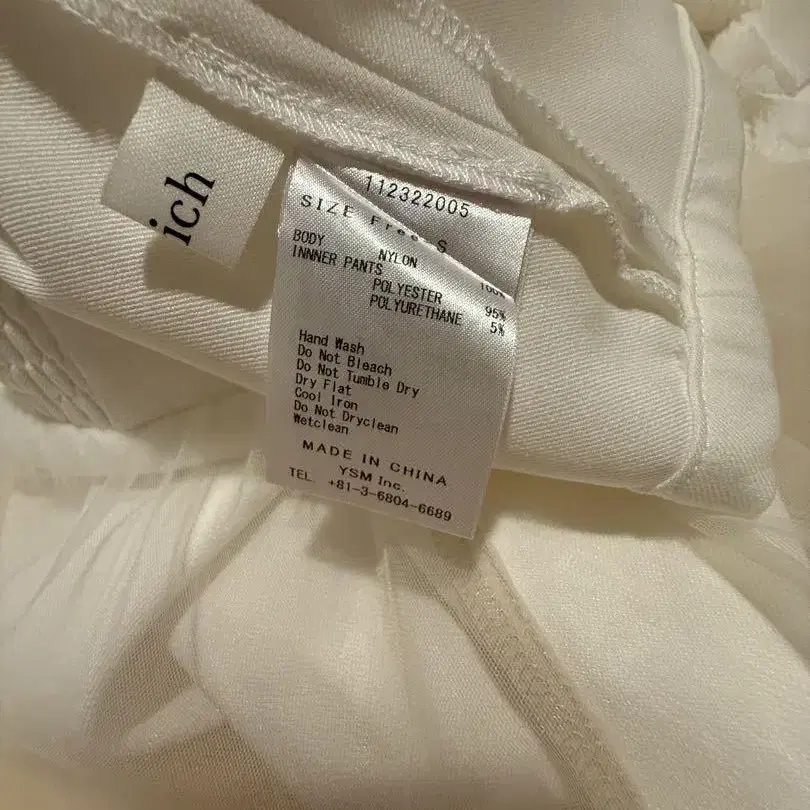 ich
112322005
SIZE Free-S
BODY
NYLON 100%
INNNER PANTS
POLYESTER 95%
POLYURETHANE 5%
Hand Wash
Do Not Bleach
Do Not Tumble Dry
Dry Flat
Cool Iron
Do Not Dryclean
Wetclean
MADE IN CHINA
YSM Inc.
TEL. +81-3-6804-6689